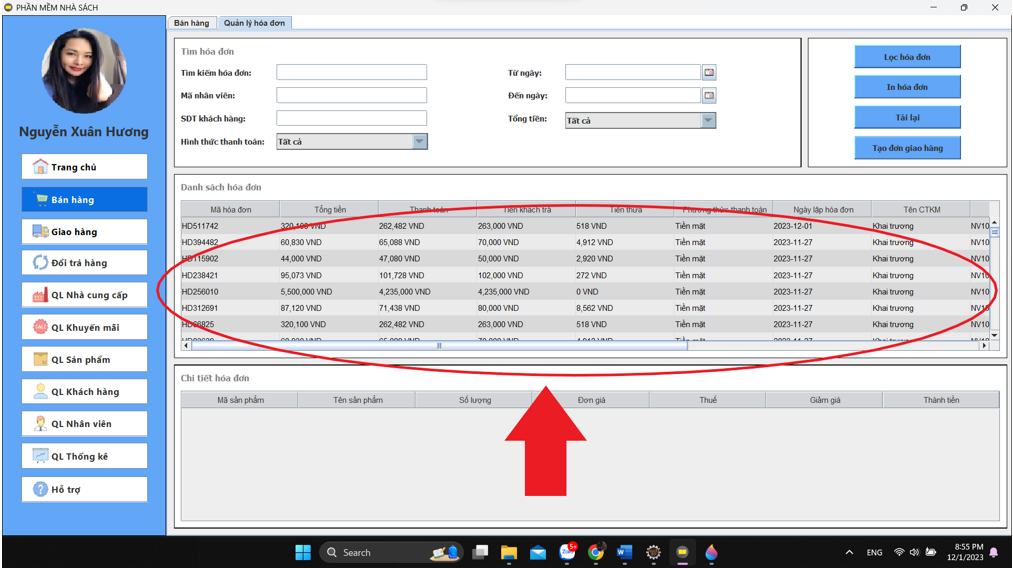 PHẦN MỀM NHÀ SÁCH
Bán hàng Quản lý hóa đơn
Nguyễn Xuân Hương
Trang chủ
Bán hàng
Giao hàng
Đổi trả hàng
QL Nhà cung cấp
QL Khuyến mãi
QL Sản phẩm
QL Khách hàng
QL Nhân viên
QL Thống kê
Hỗ trợ
Tìm hóa đơn
Tìm kiếm hóa đơn: Từ ngày:
Mã nhân viên: Đến ngày:
SDT khách hàng: Tổng tiền: Tất cả
Hình thức thanh toán: Tất cả
Lọc hóa đơn
In hóa đơn
Tải lại
Tạo đơn giao hàng
Danh sách hóa đơn
Mã hóa đơn Tổng tiền Thanh toán Tiền khách trả Tiền thừa Phương thức thanh toán Ngày lập hóa đơn Tên CTKM
HD511742 320,100 VND 262,482 VND 263,000 VND 518 VND Tiền mặt 2023-12-01 Khai trương NV10
HD394482 60,830 VND 65,088 VND 70,000 VND 4,912 VND Tiền mặt 2023-11-27 Khai trương NV10
HD115902 44,000 VND 47,080 VND 50,000 VND 2,920 VND Tiền mặt 2023-11-27 Khai trương NV10
HD238421 95,073 VND 101,728 VND 102,000 VND 272 VND Tiền mặt 2023-11-27 Khai trương NV10
HD256010 5,500,000 VND 4,235,000 VND 4,235,000 VND 0 VND Tiền mặt 2023-11-27 Khai trương NV10
HD312691 87,120 VND 71,438 VND 80,000 VND 8,562 VND Tiền mặt 2023-11-27 Khai trương NV10
HD66825 320,100 VND 262,482 VND 263,000 VND 518 VND Tiền mặt 2023-11-27 Khai trương NV10
Chi tiết hóa đơn
Mã sản phẩm Tên sản phẩm Số lượng Đơn giá Thuế Giảm giá Thành tiền
Search
5+
ENG
8:55 PM
12/1/2023